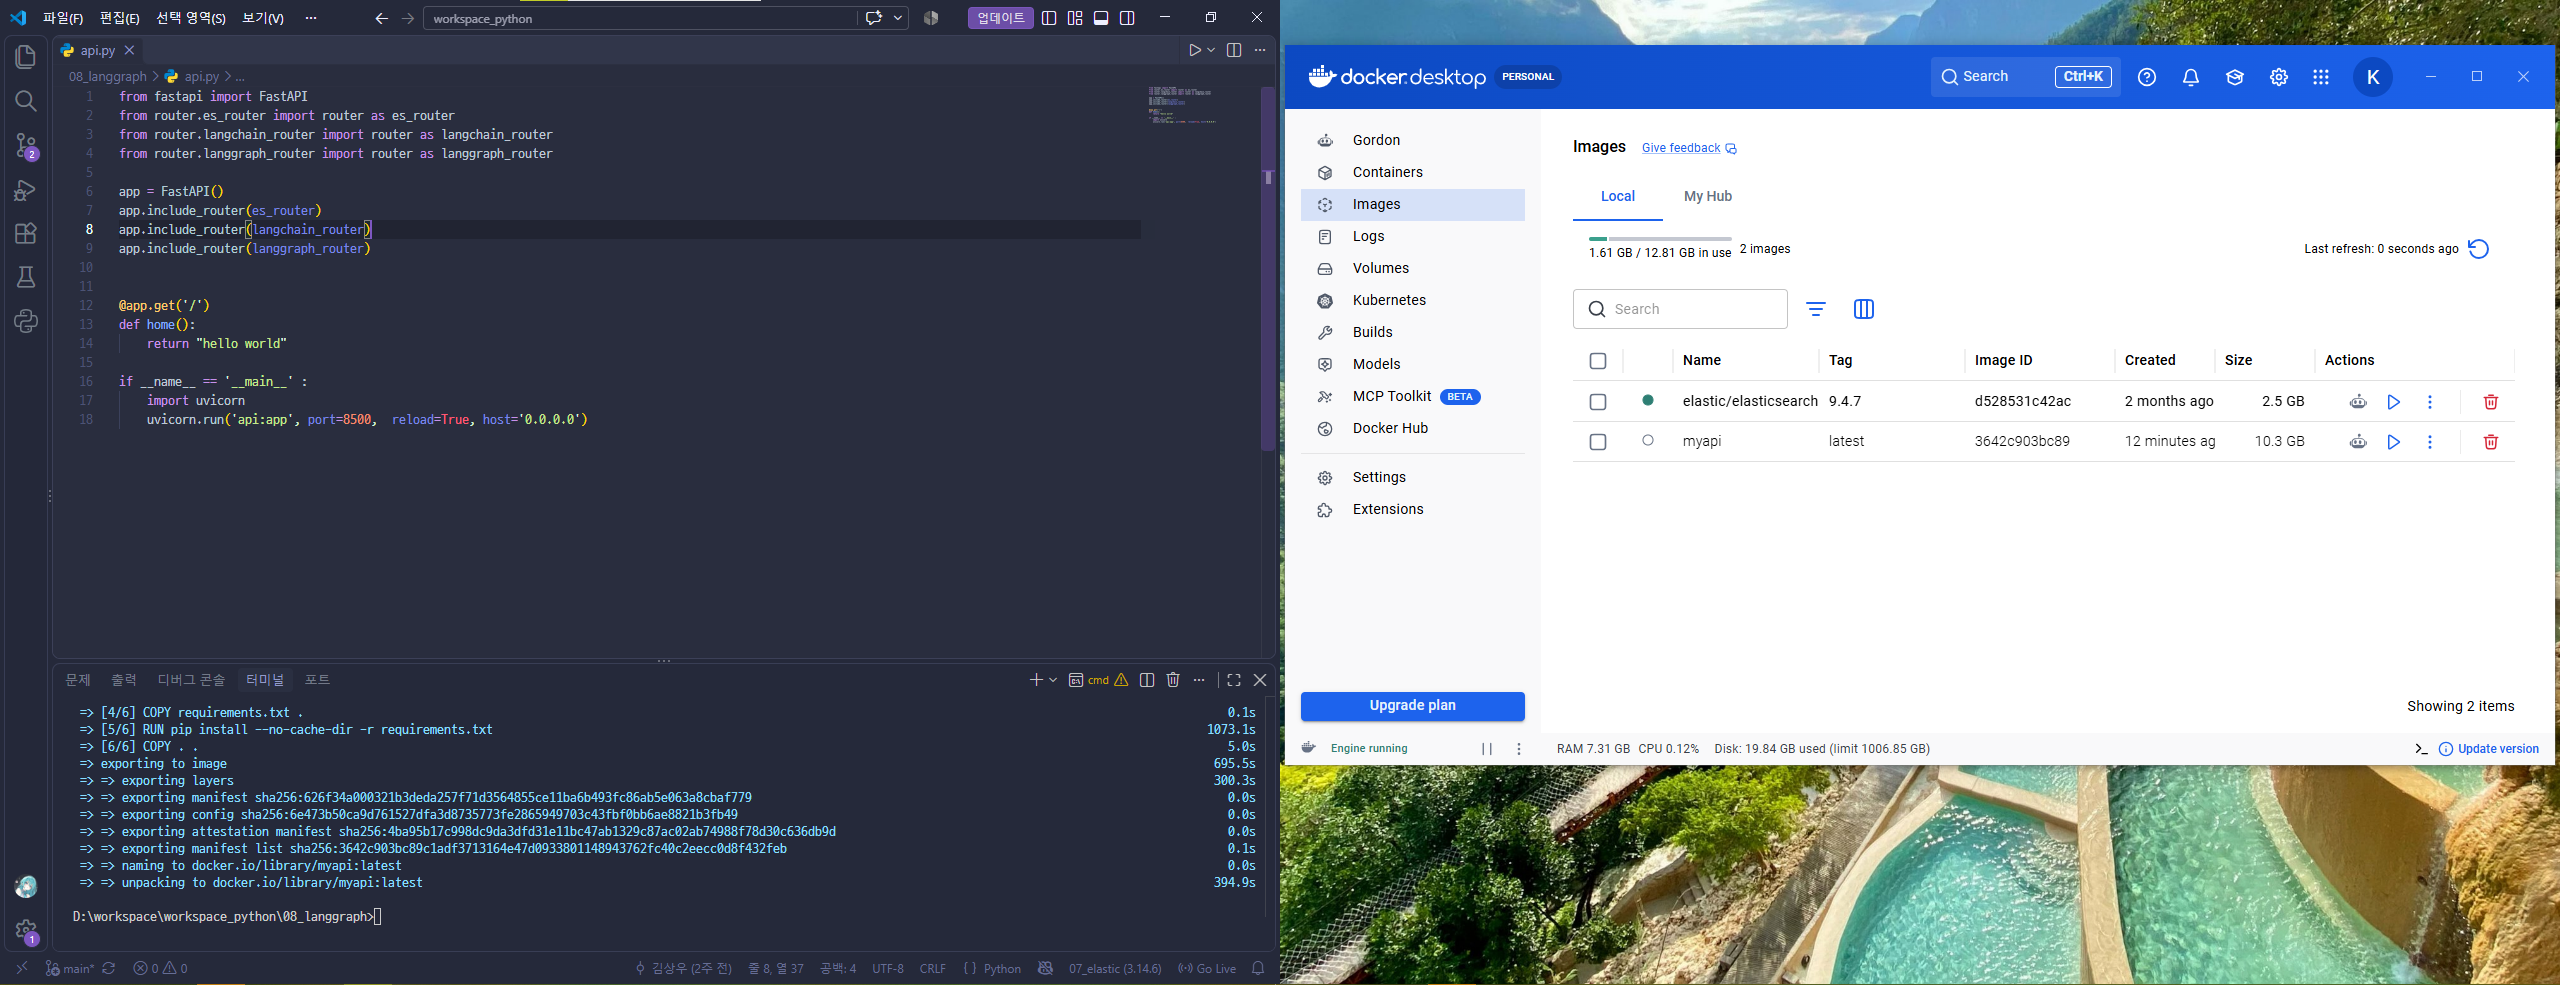 파일(F) 편집(E) 선택 영역(S) 보기(V) ··· workspace_python 업데이트
api.py
08_langgraph > api.py > ...
1 from fastapi import FastAPI
2 from router.es_router import router as es_router
3 from router.langchain_router import router as langchain_router
4 from router.langgraph_router import router as langgraph_router
5
6 app = FastAPI()
7 app.include_router(es_router)
8 app.include_router(langchain_router)
9 app.include_router(langgraph_router)
10
11
12 @app.get('/')
13 def home():
14 return "hello world"
15
16 if __name__ == '__main__' :
17 import uvicorn
18 uvicorn.run('api:app', port=8500, reload=True, host='0.0.0.0')
문제 출력 디버그 콘솔 터미널 포트 cmd
=> [4/6] COPY requirements.txt . 0.1s
=> [5/6] RUN pip install --no-cache-dir -r requirements.txt 1073.1s
=> [6/6] COPY . . 5.0s
=> exporting to image 695.5s
=> => exporting layers 300.3s
=> => exporting manifest sha256:626f34a000321b3deda257f71d3564855ce11ba6b493fc86ab5e063a8cbaf779 0.0s
=> => exporting config sha256:6e473b50ca9d761527dfa3d8735773fe2865949703c43fbf0bb6ae8821b3fb49 0.0s
=> => exporting attestation manifest sha256:4ba95b17c998dc9da3dfd31e11bc47ab1329c87ac02ab74988f78d30c636db9d 0.0s
=> => exporting manifest list sha256:3642c903bc89c1adf3713164e47d0933801148943762fc40c2eecc0d8f432feb 0.1s
=> => naming to docker.io/library/myapi:latest 0.0s
=> => unpacking to docker.io/library/myapi:latest 394.9s
D:\workspace\workspace_python\08_langgraph>
2
1
main* 0 0 김상우 (2주 전) 줄 8, 열 37 공백: 4 UTF-8 CRLF { } Python 07_elastic (3.14.6) Go Live
docker.desktop PERSONAL Search Ctrl+K K
Gordon
Containers
Images
Logs
Volumes
Kubernetes
Builds
Models
MCP Toolkit BETA
Docker Hub
Settings
Extensions
Upgrade plan
Images Give feedback
Local My Hub
1.61 GB / 12.81 GB in use 2 images Last refresh: 0 seconds ago
Search
Name Tag Image ID Created Size Actions
elastic/elasticsearch 9.4.7 d528531c42ac 2 months ago 2.5 GB
myapi latest 3642c903bc89 12 minutes ag 10.3 GB
Showing 2 items
Engine running RAM 7.31 GB CPU 0.12% Disk: 19.84 GB used (limit 1006.85 GB) >_ Update version